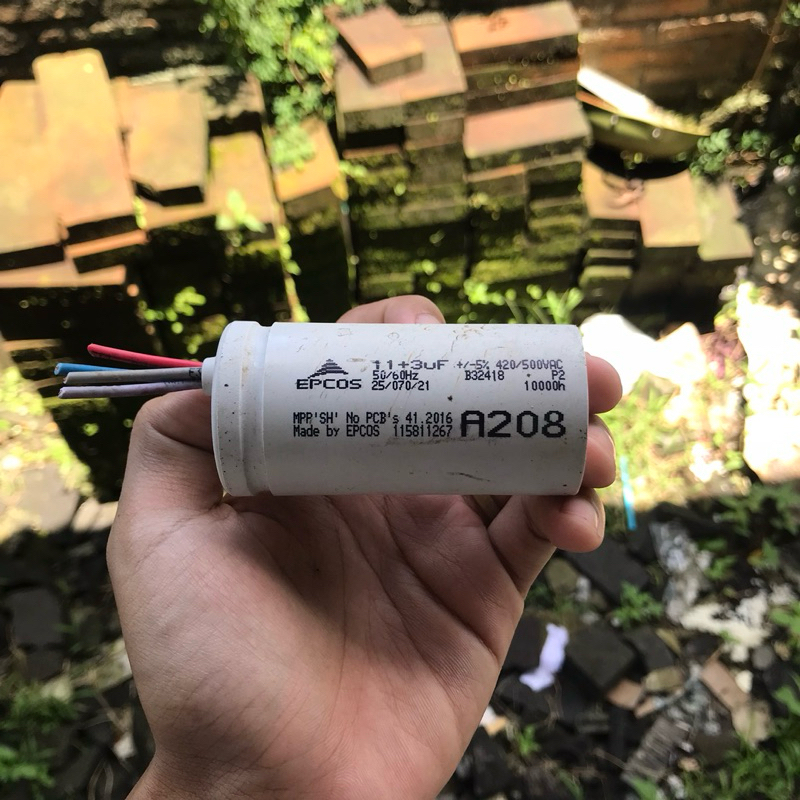 11+3uF +/-5% 420/500VAC
50/60Hz B32418 P2
EPCOS 25/070/21 10000h
MPP'SH' No PCB's 41.2016
Made by EPCOS 115811267 A208